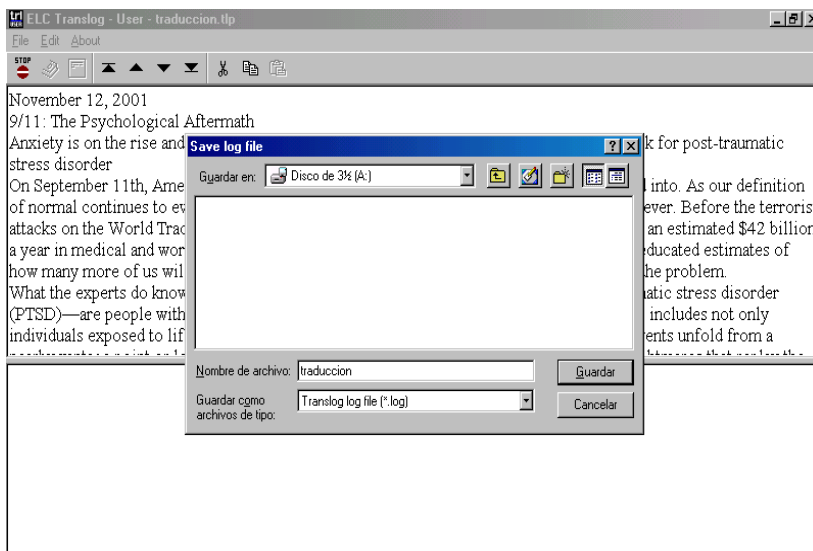 ELC Translog - User - traduccion.tlp
File Edit About
STOP
November 12, 2001
9/11: The Psychological Aftermath
Anxiety is on the rise and
k for post-traumatic
stress disorder
On September 11th, Ame
l into. As our definition
of normal continues to ev
ever. Before the terroris
attacks on the World Trac
an estimated $42 billion
a year in medical and wor
educated estimates of
how many more of us wil
he problem.
What the experts do know
atic stress disorder
(PTSD)—are people with
includes not only
individuals exposed to lif
ents unfold from a
Save log file
Guardar en: Disco de 3½ (A:)
Nombre de archivo: traduccion
Guardar
Guardar como
archivos de tipo: Translog log file (*.log)
Cancelar